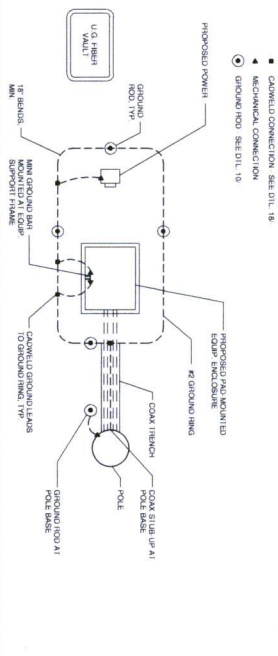 ■ CADWELD CONNECTION SEE DTL. 18
◀ MECHANICAL CONNECTION
GROUND ROD SEE DTL. 10
PROPOSED POWER
GROUND
ROD, TYP.
U.G. FIBER
VAULT
18" BENDS,
MIN.
MINI GROUND BAR
MOUNTED AT EQUIP.
SUPPORT FRAME
CADWELD GROUND LEADS
TO GROUND RING, TYP.
PROPOSED PAD-MOUNTED
EQUIP. ENCLOSURE
#2 GROUND RING
COAX TRENCH
COAX STUB UP AT
POLE BASE
POLE
GROUND ROD AT
POLE BASE